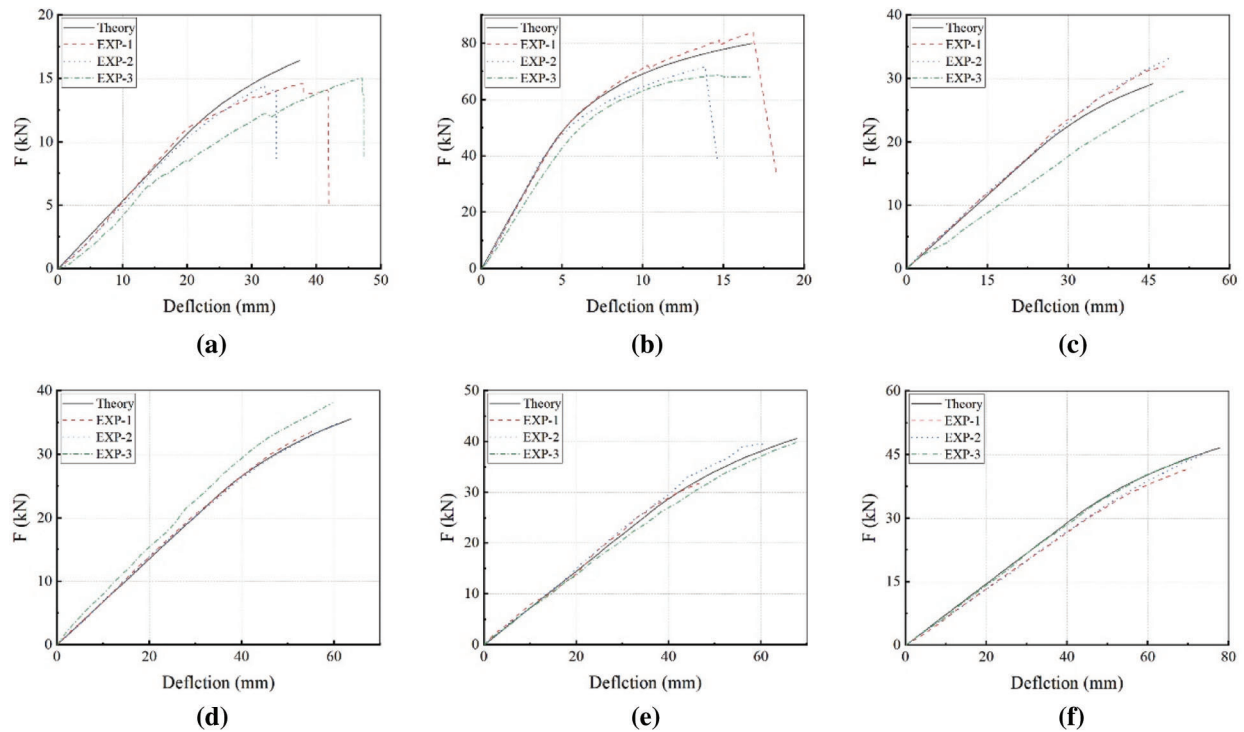 20
15
10
5
0
F (kN)
Theory
EXP-1
EXP-2
EXP-3
0 10 20 30 40 50
Deflction (mm)
(a)
80
60
40
20
0
F (kN)
Theory
EXP-1
EXP-2
EXP-3
0 5 10 15 20
Deflction (mm)
(b)
40
30
20
10
0
F (kN)
Theory
EXP-1
EXP-2
EXP-3
0 15 30 45 60
Deflction (mm)
(c)
40
30
20
10
0
F (kN)
Theory
EXP-1
EXP-2
EXP-3
0 20 40 60
Deflction (mm)
(d)
50
40
30
20
10
0
F (kN)
Theory
EXP-1
EXP-2
EXP-3
0 20 40 60
Deflction (mm)
(e)
60
45
30
15
0
F (kN)
Theory
EXP-1
EXP-2
EXP-3
0 20 40 60 80
Deflction (mm)
(f)